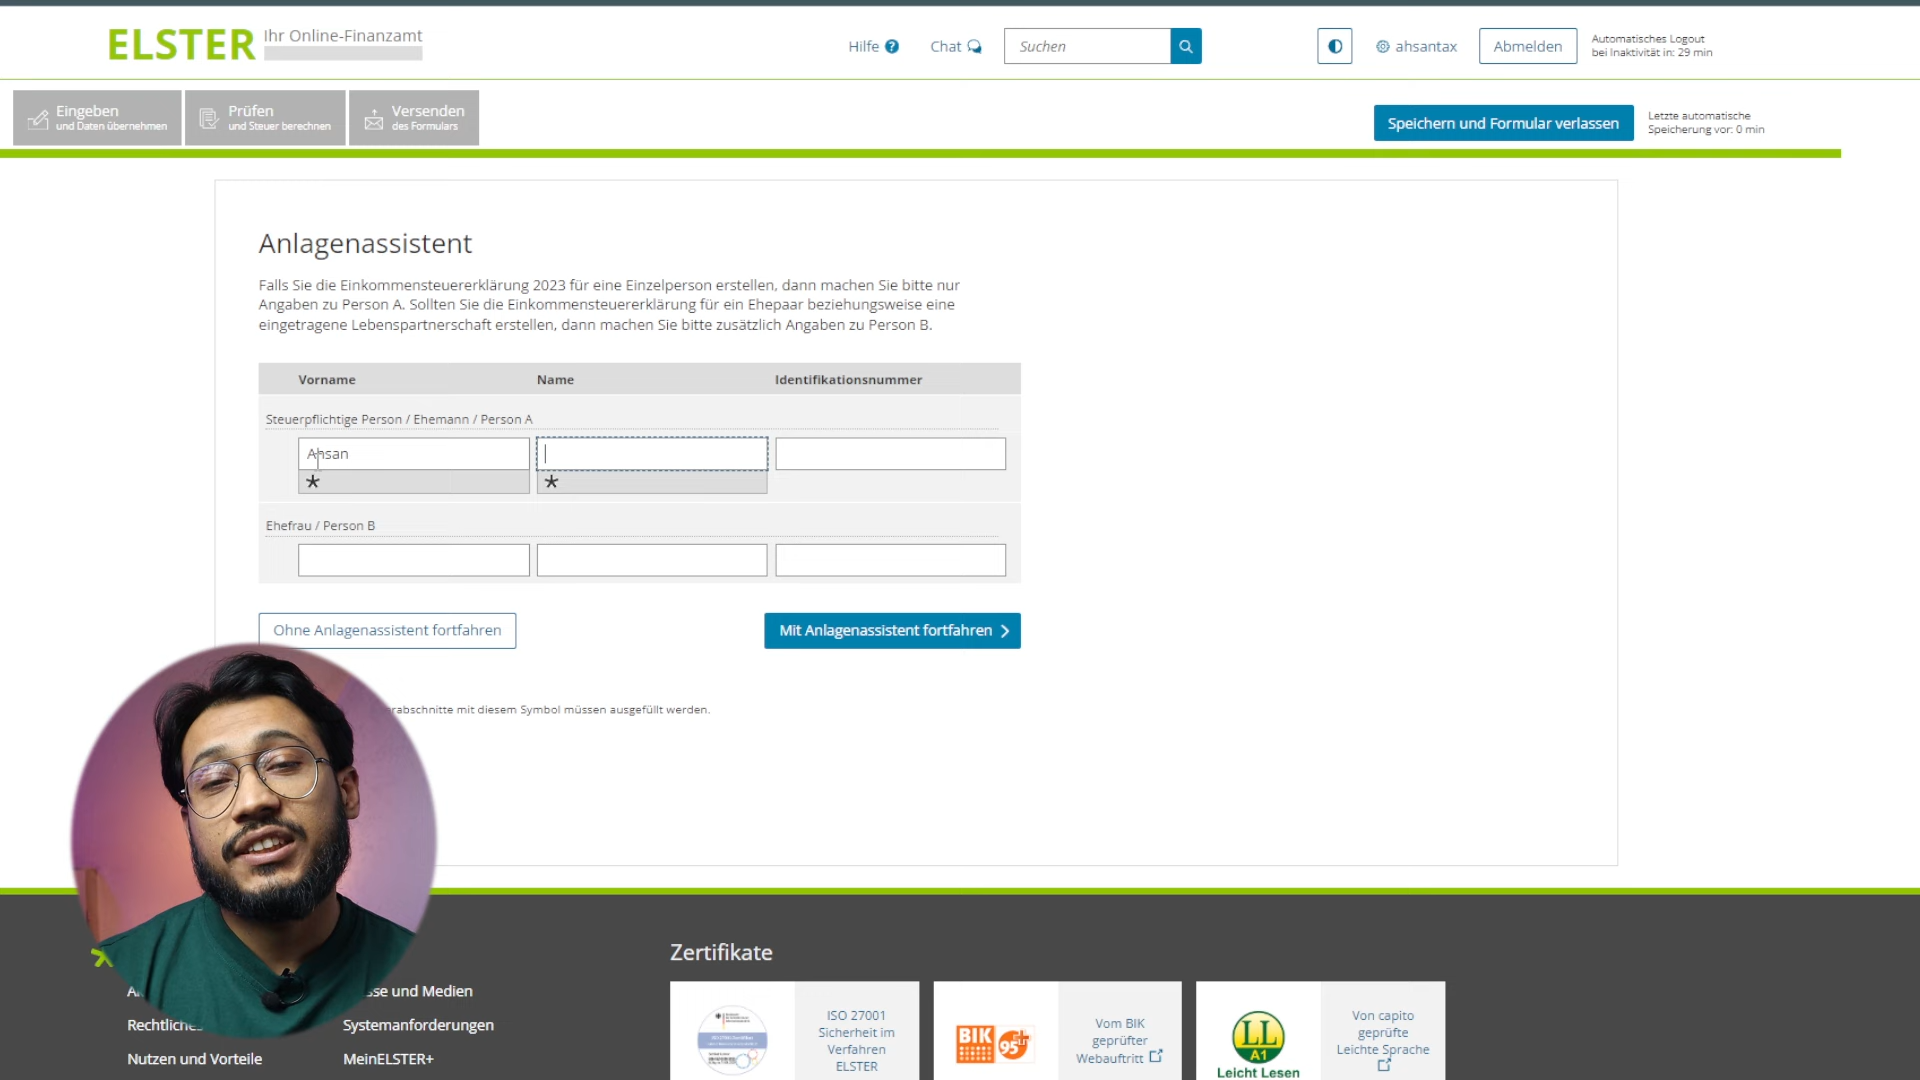 ELSTER
Ihr Online-Finanzamt
Hilfe ?
Chat
Suchen
ahsantax
Abmelden
Automatisches Logout
bei Inaktivität in: 29 min
Eingeben
und Daten übernehmen
Prüfen
und Steuer berechnen
Versenden
des Formulars
Speichern und Formular verlassen
Letzte automatische
Speicherung vor: 0 min
Anlagenassistent
Falls Sie die Einkommensteuererklärung 2023 für eine Einzelperson erstellen, dann machen Sie bitte nur
Angaben zu Person A. Sollten Sie die Einkommensteuererklärung für ein Ehepaar beziehungsweise eine
eingetragene Lebenspartnerschaft erstellen, dann machen Sie bitte zusätzlich Angaben zu Person B.
Vorname Name Identifikationsnummer
Steuerpflichtige Person / Ehemann / Person A
Ahsan
* *
Ehefrau / Person B
Ohne Anlagenassistent fortfahren
Mit Anlagenassistent fortfahren
mit diesem Symbol müssen ausgefüllt werden.
Zertifikate
und Medien
Systemanforderungen
Nutzen und Vorteile
MeinELSTER+
ISO 27001
Sicherheit im
Verfahren
ELSTER
BIK
95+
Vom BIK
geprüfter
Webauftritt
LL
A1
Leicht Lesen
Von capito
geprüfte
Leichte Sprache